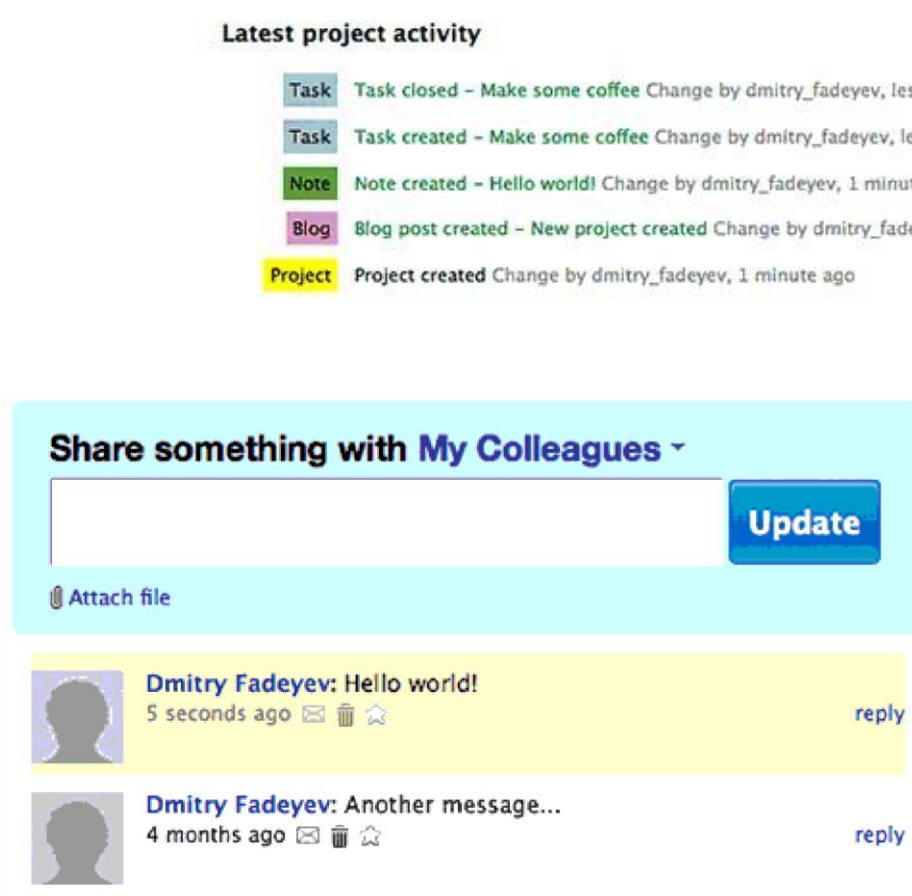 Latest project activity
Task Task closed – Make some coffee Change by dmitry_fadeyev,
Task Task created – Make some coffee Change by dmitry_fadeyev,
Note Note created – Hello world! Change by dmitry_fadeyev, 1
Blog Blog post created – New project created Change by
Project Project created Change by dmitry_fadeyev, 1 minute ago
Share something with My Colleagues
Update
Attach file
Dmitry Fadeyev: Hello world!
5 seconds ago reply
Dmitry Fadeyev: Another message...
4 months ago reply